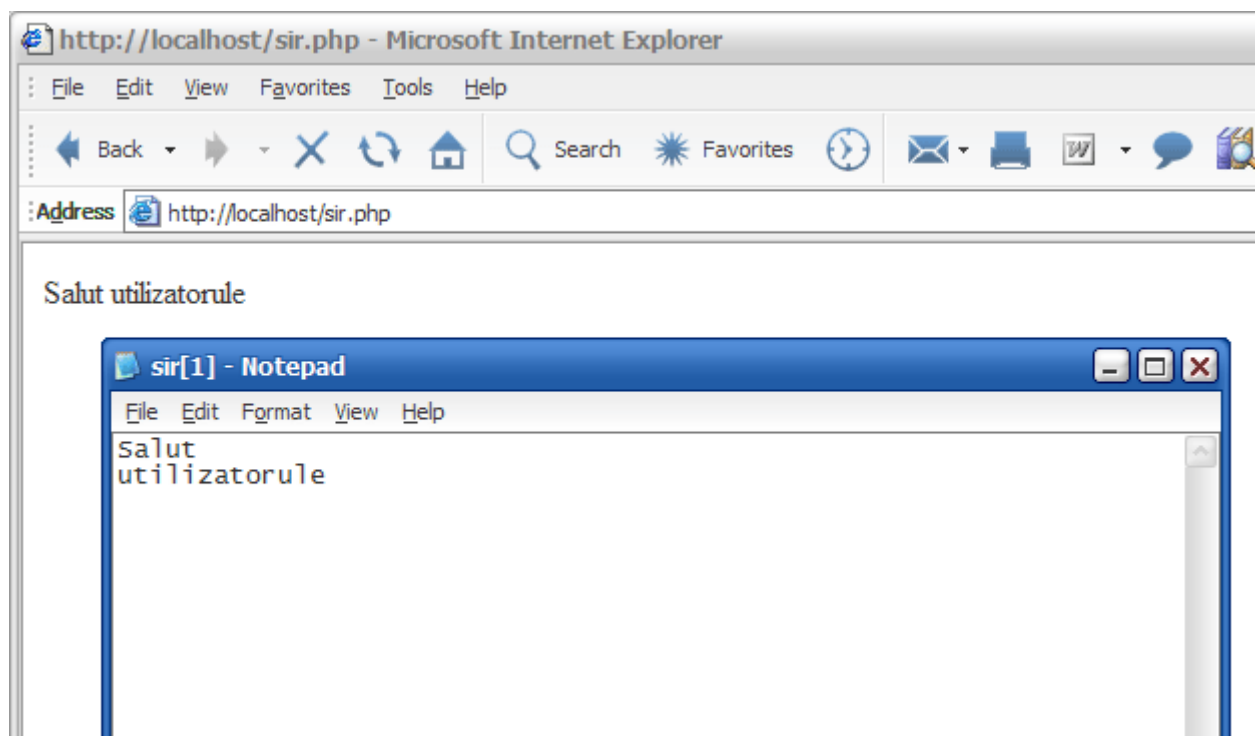 http://localhost/sir.php - Microsoft Internet Explorer
File Edit View Favorites Tools Help
Back Search Favorites W
Address http://localhost/sir.php
Salut utilizatorule
sir[1] - Notepad
File Edit Format View Help
Salut
utilizatorule